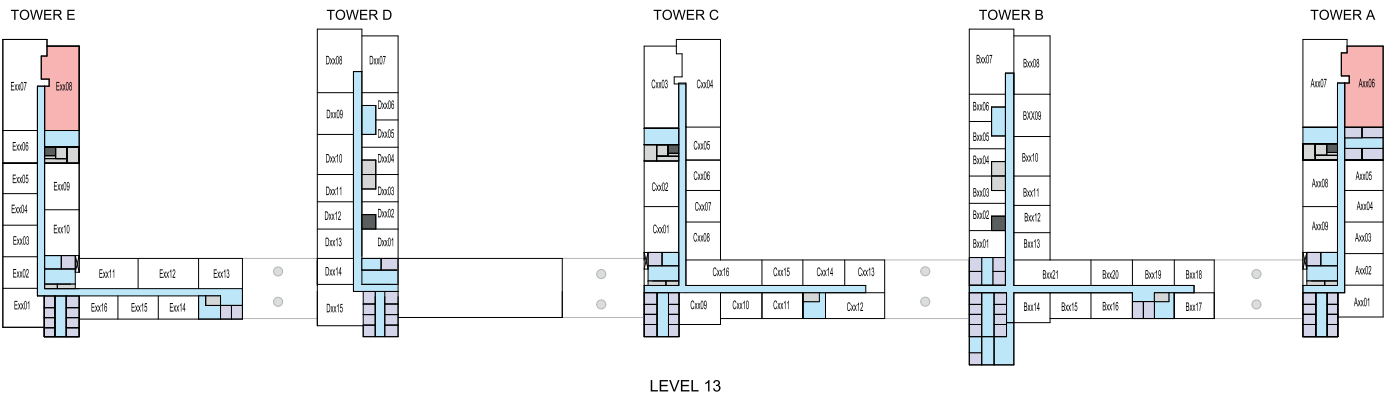 TOWER E
TOWER D
TOWER C
TOWER B
TOWER A
Exx07
Exx08
Exx06
Exx05
Exx09
Exx04
Exx03
Exx10
Exx02
Exx11
Exx12
Exx13
Exx01
Exx16
Exx15
Exx14
Dxx08
Dxx07
Dxx09
Dxx06
Dxx05
Dxx10
Dxx04
Dxx11
Dxx03
Dxx12
Dxx02
Dxx13
Dxx01
Dxx14
Dxx15
Cxx03
Cxx04
Cxx05
Cxx02
Cxx06
Cxx07
Cxx01
Cxx08
Cxx16
Cxx15
Cxx14
Cxx13
Cxx09
Cxx10
Cxx11
Cxx12
Bxx07
Bxx08
Bxx06
BXX09
Bxx05
Bxx04
Bxx10
Bxx03
Bxx11
Bxx02
Bxx12
Bxx01
Bxx13
Bxx21
Bxx20
Bxx19
Bxx18
Bxx14
Bxx15
Bxx16
Bxx17
Axx07
Axx06
Axx08
Axx05
Axx04
Axx09
Axx03
Axx02
Axx01
LEVEL 13